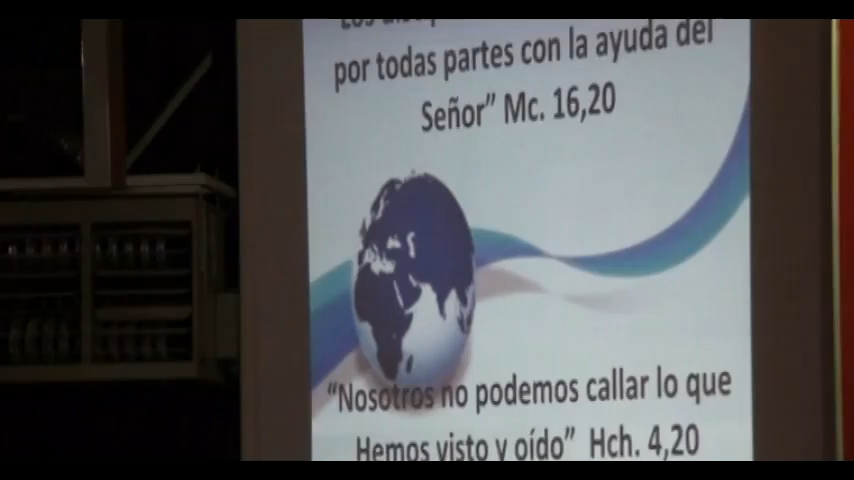 Los
por todas partes con la ayuda del
Señor” Mc. 16,20
“Nosotros no podemos callar lo que
Hemos visto y oído” Hch. 4,20